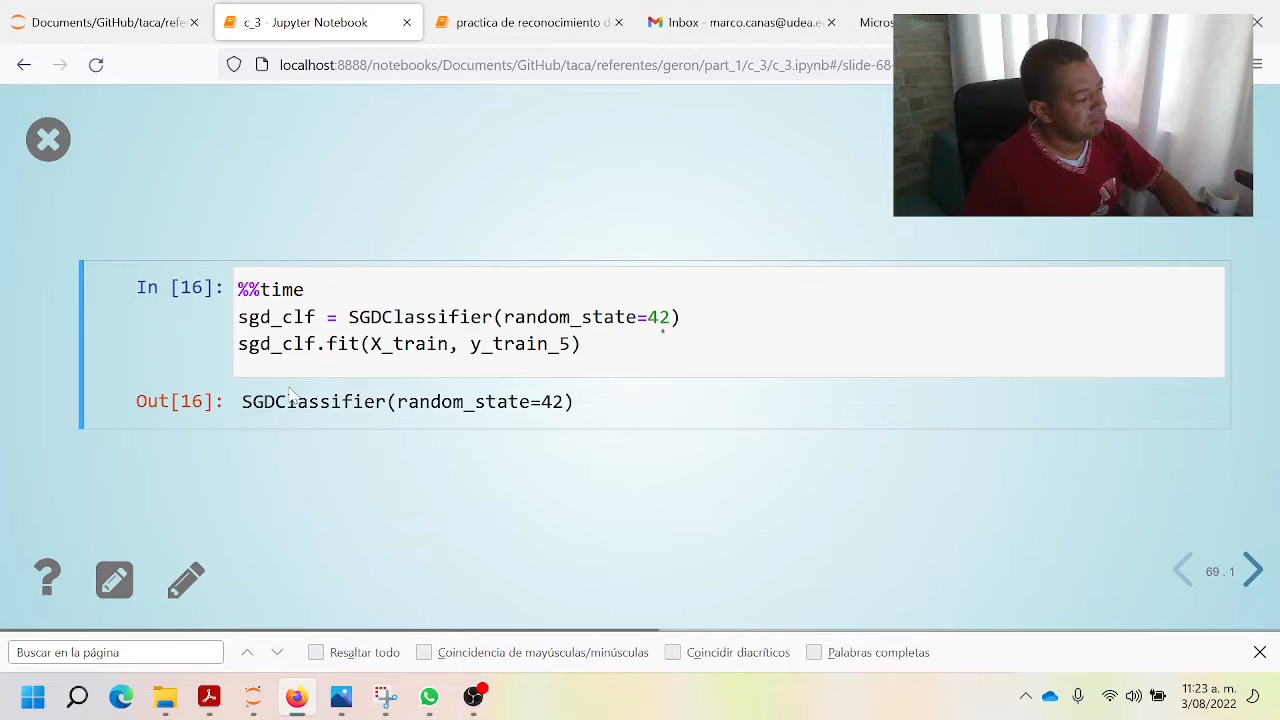 Documents/GitHub/taca/refere
c_3 - Jupyter Notebook
practica de reconocimiento d
Inbox - marco.canas@udea.ec
Micros
localhost:8888/notebooks/Documents/GitHub/taca/referentes/geron/part_1/c_3/c_3.ipynb#/slide-68-
In [16]:
%%time
sgd_clf = SGDClassifier(random_state=42)
sgd_clf.fit(X_train, y_train_5)
Out[16]:
SGDClassifier(random_state=42)
?
69 . 1
Buscar en la página
Resaltar todo
Coincidencia de mayúsculas/minúsculas
Coincidir diacríticos
Palabras completas
11:23 a. m.
3/08/2022